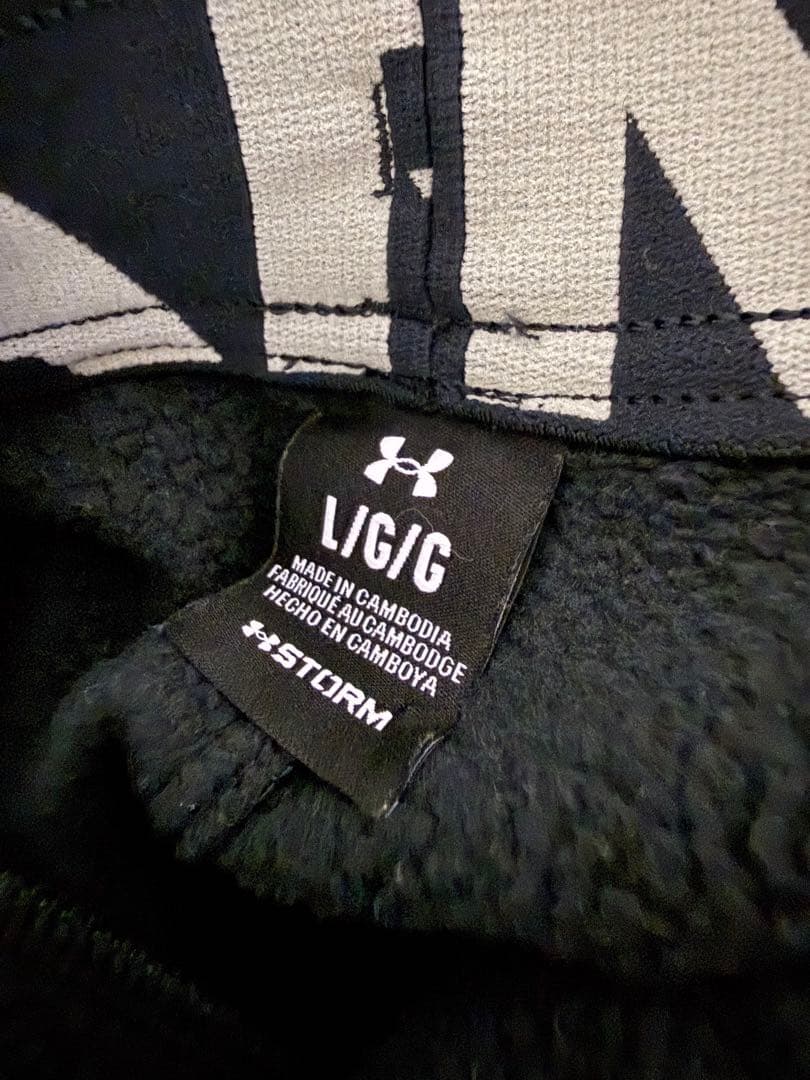 L/G/G
MADE IN CAMBODIA
FABRIQUÉ AU CAMBODGE
HECHO EN CAMBOYA
STORM